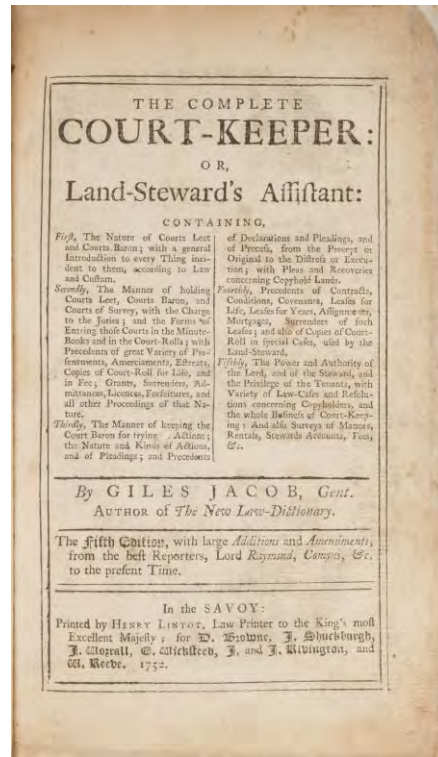 THE COMPLETE
COURT-KEEPER:
OR,
Land-Steward's Aſſiſtant:
CONTAINING,
Firſt, The Nature of Courts Leet
and Courts Baron; with a general
Introduction to every Thing inci-
dent to them, according to Law
and Cuſtom.
Secondly, The Manner of holding
Courts Leet, Courts Baron, and
Courts of Survey, with the Charge
to the Juries; and the Forms of
Entring thoſe Courts in the Minute-
Books and in the Court-Rolls; with
Precedents of great Variety of Pre-
ſentments, Amerciaments, Eſtreats,
Copies of Court-Roll for Life, and
in Fee; Grants, Surrenders, Ad-
mittances, Licences, Forfeitures, and
all other Proceedings of that Na-
ture.
Thirdly, The Manner of keeping the
Court Baron for trying Actions;
the Nature and Kinds of Actions,
and of Pleadings; and Precedents
of Declarations and Pleadings, and
of Proceſs, from the Precept or
Original to the Diſtreſs or Execu-
tion; with Pleas and Recoveries
concerning Copyhold Lands.
Fourthly, Precedents of Contracts,
Conditions, Covenants, Leaſes for
Life, Leaſes for Years, Aſſignments,
Mortgages, Surrenders of ſuch
Leaſes; and alſo of Copies of Court-
Roll in ſpecial Caſes, uſed by the
Land-Steward.
Fifthly, The Power and Authority of
the Lord, and of the Steward, and
the Privilege of the Tenants, with
Variety of Law-Caſes and Reſolu-
tions concerning Copyholders, and
the whole Buſineſs of Court-Keep-
ing: And alſo Surveys of Manors,
Rentals, Stewards Accounts, Fees,
&c.
By GILES JACOB, Gent.
AUTHOR of The New Law-Dictionary.
The Fifth Edition, with large Additions and Amendments,
from the beſt Reporters, Lord Raymond, Comyns, &c.
to the preſent Time.
In the SAVOY:
Printed by HENRY LINTOT, Law-Printer to the King's moſt
Excellent Majeſty; for D. Browne, J. Shuckburgh,
J. Worrall, E. Wickſteed, J. and J. Rivington, and
W. Reeve. 1752.